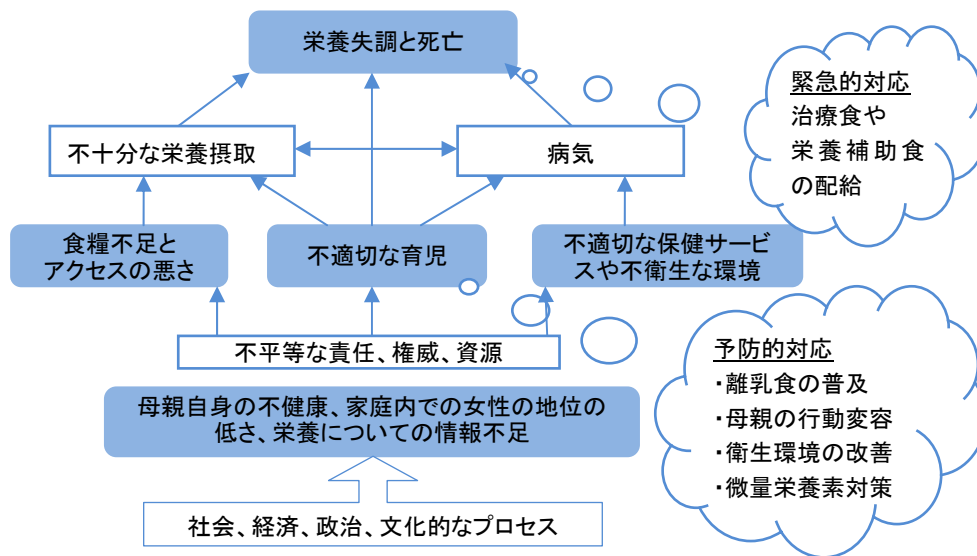 栄養失調と死亡
緊急的対応
治療食や
栄養補助食
の配給
不十分な栄養摂取
病気
食糧不足と
アクセスの悪さ
不適切な育児
不適切な保健サービ
スや不衛生な環境
不平等な責任、権威、資源
母親自身の不健康、家庭内での女性の地位の
低さ、栄養についての情報不足
社会、経済、政治、文化的なプロセス
予防的対応
・離乳食の普及
・母親の行動変容
・衛生環境の改善
・微量栄養素対策